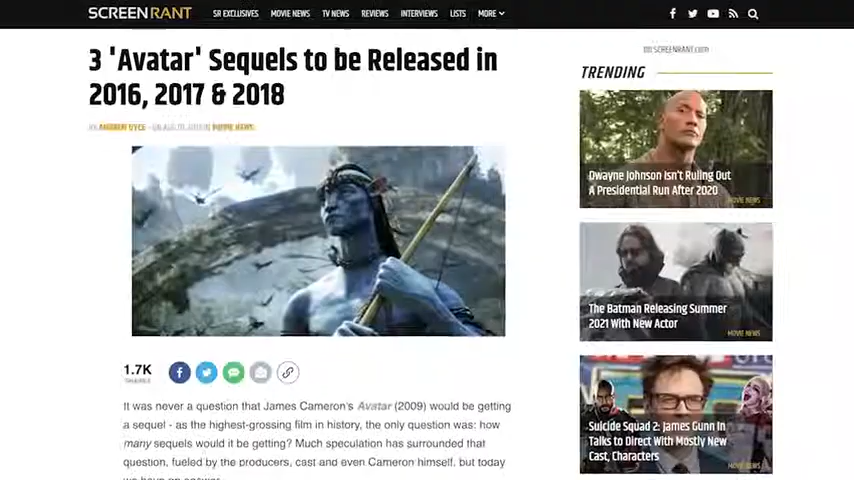 SCREENRANT SR EXCLUSIVES MOVIE NEWS TV NEWS REVIEWS INTERVIEWS LISTS MORE
on SCREENRANT.com
3 'Avatar' Sequels to be Released in
2016, 2017 & 2018
TRENDING
Dwayne Johnson Isn't Ruling Out
A Presidential Run After 2020
MOVIE NEWS
The Batman Releasing Summer
2021 With New Actor
MOVIE NEWS
1.7K
Suicide Squad 2: James Gunn In
Talks to Direct With Mostly New
Cast, Characters
MOVIE NEWS
It was never a question that James Cameron's Avatar (2009) would be getting
a sequel - as the highest-grossing film in history, the only question was: how
many sequels would it be getting? Much speculation has surrounded that
question, fueled by the producers, cast and even Cameron himself, but today